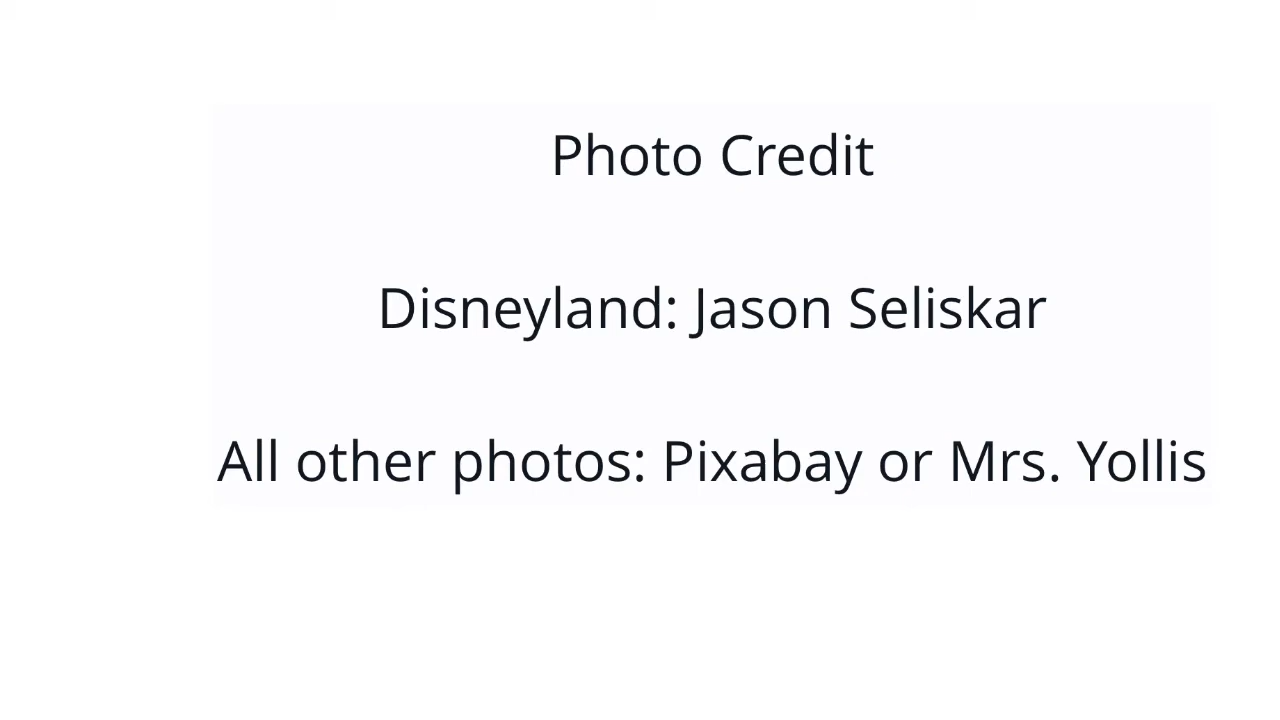 Photo Credit
Disneyland: Jason Seliskar
All other photos: Pixabay or Mrs. Yollis